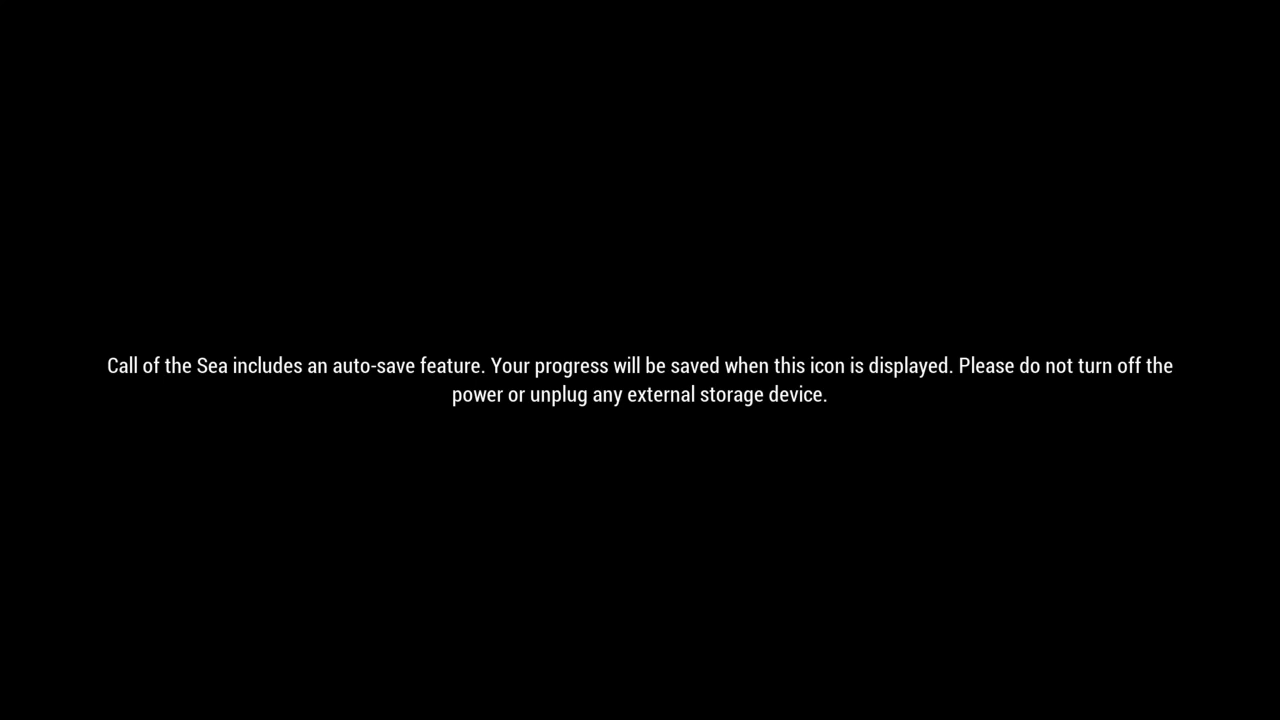 Call of the Sea includes an auto-save feature. Your progress will be saved when this icon is displayed. Please do not turn off the
power or unplug any external storage device.